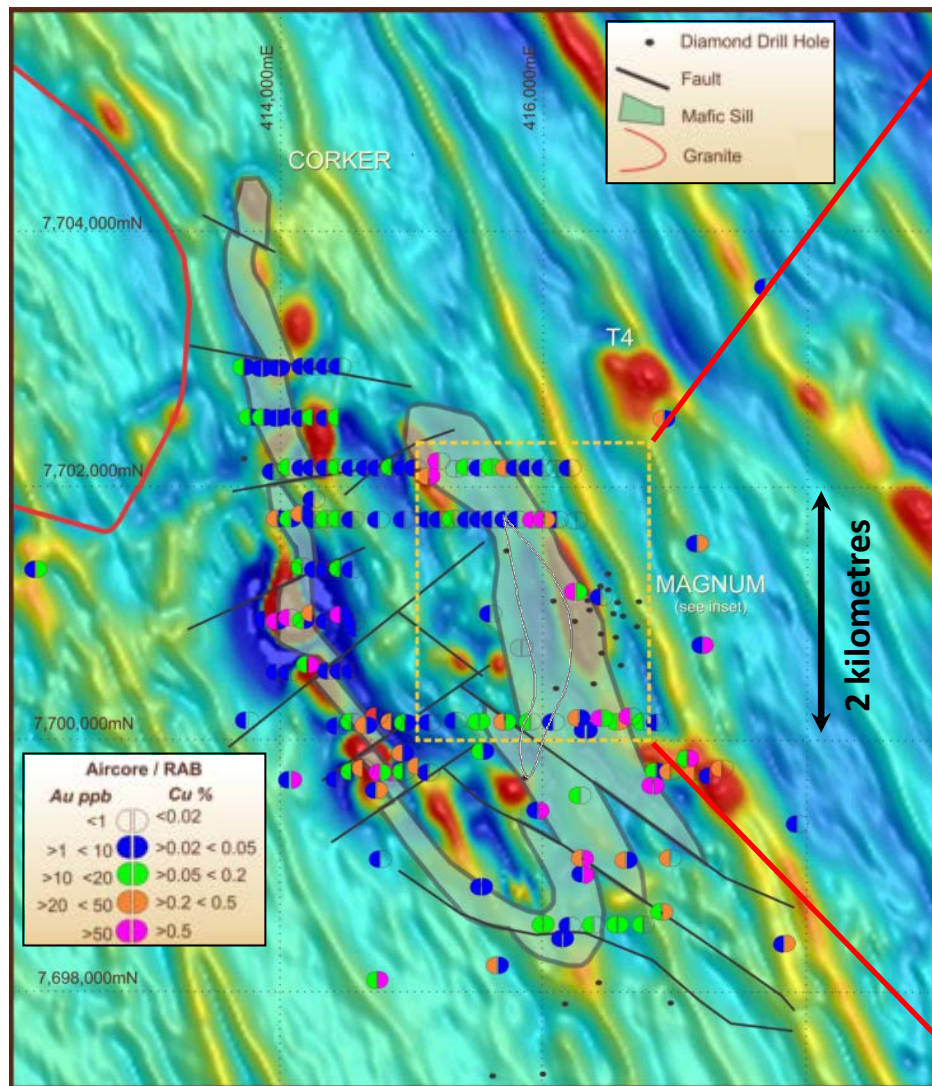 Diamond Drill Hole
Fault
Mafic Sill
Granite
414,000mE
416,000mE
CORKER
7,704,000mN
T4
7,702,000mN
MAGNUM
(see inset)
2 kilometres
7,700,000mN
Aircore / RAB
Au ppb Cu %
<1 <0.02
>1 < 10 >0.02 < 0.05
>10 <20 >0.05 < 0.2
>20 < 50 >0.2 < 0.5
>50 >0.5
7,698,000mN